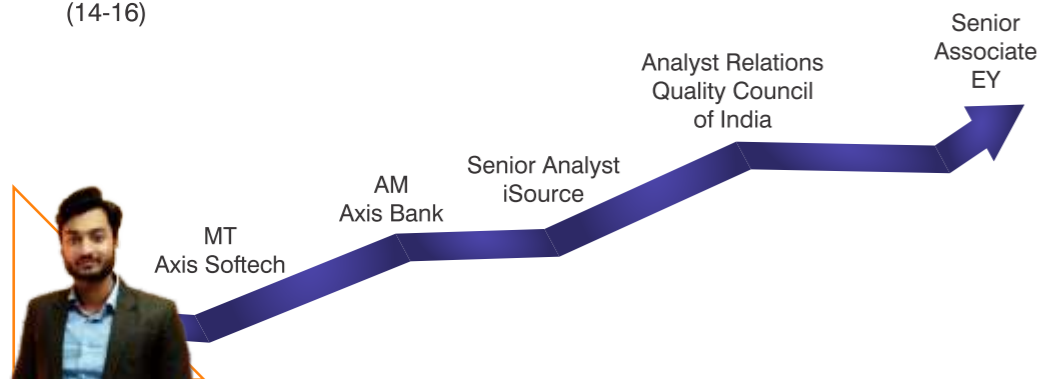 (14-16)
MT
Axis Softech
AM
Axis Bank
Senior Analyst
iSource
Analyst Relations
Quality Council
of India
Senior
Associate
EY